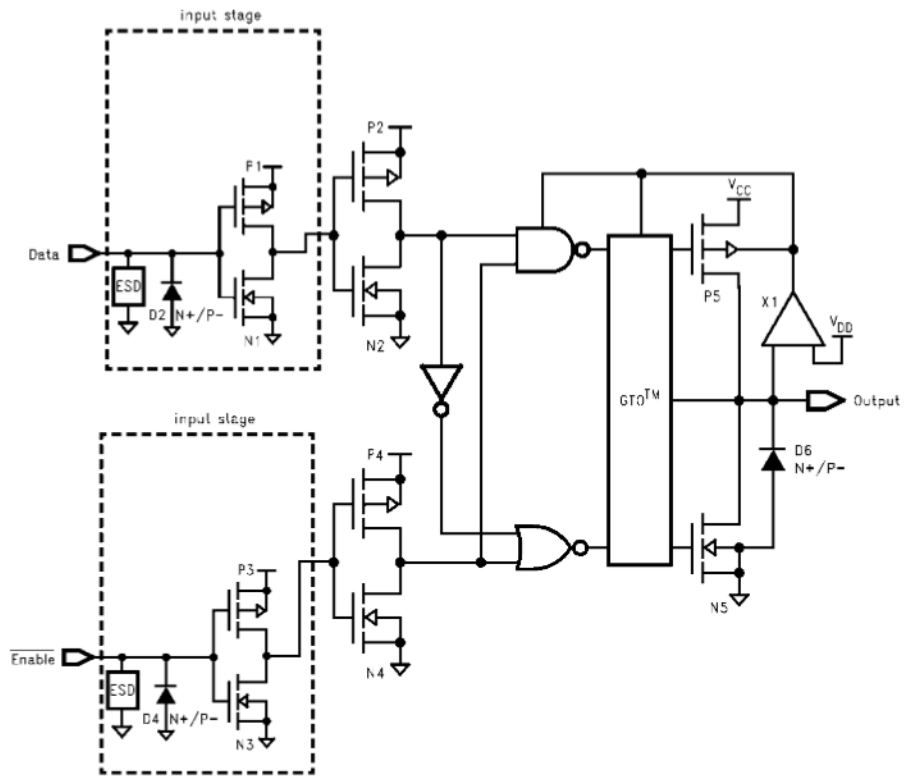 input stage
P1
Data
ESD
D2 N+/P-
N1
P2
N2
GTO™
V_CC
P5
X1
V_DD
Output
D6
N+/P-
N5
input stage
P3
Enable
ESD
D4 N+/P-
N3
P4
N4